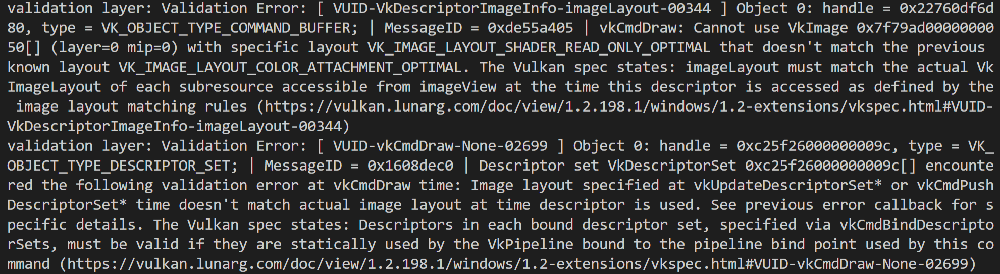 validation layer: Validation Error: [ VUID-VkDescriptorImageInfo-imageLayout-00344 ] Object 0: handle = 0x22760df6d
80, type = VK_OBJECT_TYPE_COMMAND_BUFFER; | MessageID = 0xde55a405 | vkCmdDraw: Cannot use VkImage 0x7f79ad00000000
50[] (layer=0 mip=0) with specific layout VK_IMAGE_LAYOUT_SHADER_READ_ONLY_OPTIMAL that doesn't match the previous
known layout VK_IMAGE_LAYOUT_COLOR_ATTACHMENT_OPTIMAL. The Vulkan spec states: imageLayout must match the actual Vk
ImageLayout of each subresource accessible from imageView at the time this descriptor is accessed as defined by the
 image layout matching rules (https://vulkan.lunarg.com/doc/view/1.2.198.1/windows/1.2-extensions/vkspec.html#VUID-
VkDescriptorImageInfo-imageLayout-00344)
validation layer: Validation Error: [ VUID-vkCmdDraw-None-02699 ] Object 0: handle = 0xc25f26000000009c, type = VK_
OBJECT_TYPE_DESCRIPTOR_SET; | MessageID = 0x1608dec0 | Descriptor set VkDescriptorSet 0xc25f26000000009c[] encounte
red the following validation error at vkCmdDraw time: Image layout specified at vkUpdateDescriptorSet* or vkCmdPush
DescriptorSet* time doesn't match actual image layout at time descriptor is used. See previous error callback for s
pecific details. The Vulkan spec states: Descriptors in each bound descriptor set, specified via vkCmdBindDescripto
rSets, must be valid if they are statically used by the VkPipeline bound to the pipeline bind point used by this co
mmand (https://vulkan.lunarg.com/doc/view/1.2.198.1/windows/1.2-extensions/vkspec.html#VUID-vkCmdDraw-None-02699)